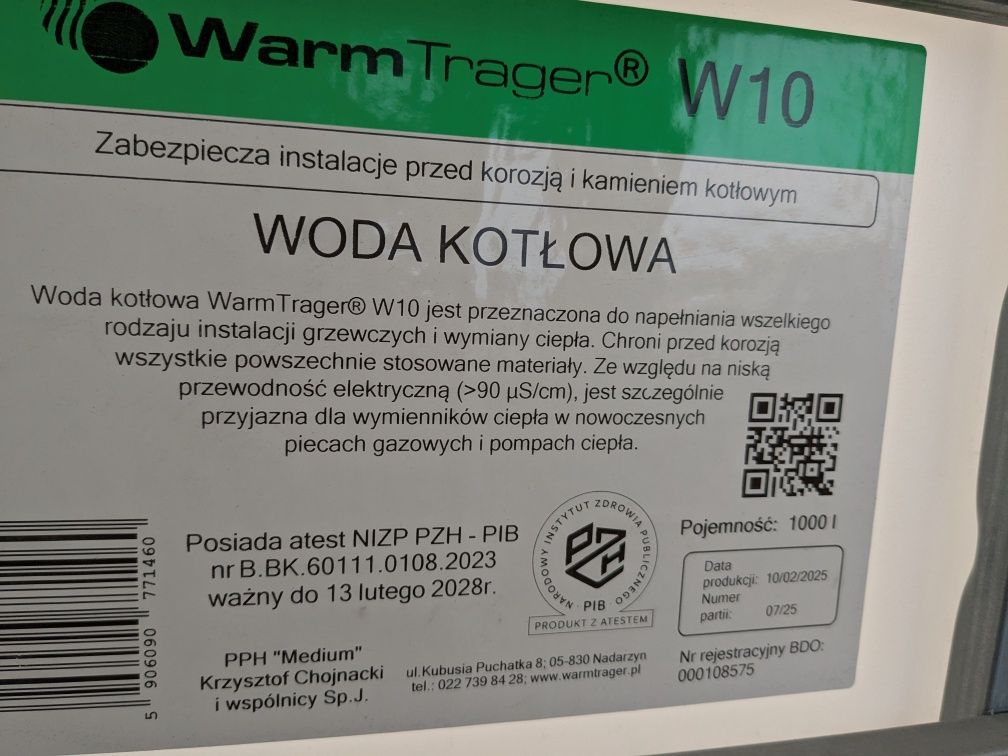 WarmTrager® W10
Zabezpiecza instalacje przed korozją i kamieniem kotłowym
WODA KOTŁOWA
Woda kotłowa WarmTrager® W10 jest przeznaczona do napełniania wszelkiego
rodzaju instalacji grzewczych i wymiany ciepła. Chroni przed korozją
wszystkie powszechnie stosowane materiały. Ze względu na niską
przewodność elektryczną (>90 µS/cm), jest szczególnie
przyjazna dla wymienników ciepła w nowoczesnych
piecach gazowych i pompach ciepła.
5 906090 771460
Posiada atest NIZP PZH - PIB
nr B.BK.60111.0108.2023
ważny do 13 lutego 2028r.
NARODOWY INSTYTUT ZDROWIA PUBLICZNEGO
PZH
PIB
PRODUKT Z ATESTEM
Pojemność: 1000 l
Data
produkcji: 10/02/2025
Numer
partii: 07/25
PPH "Medium"
Krzysztof Chojnacki
i wspólnicy Sp.J.
ul.Kubusia Puchatka 8; 05-830 Nadarzyn
tel.: 022 739 84 28; www.warmtrager.pl
Nr rejestracyjny BDO:
000108575